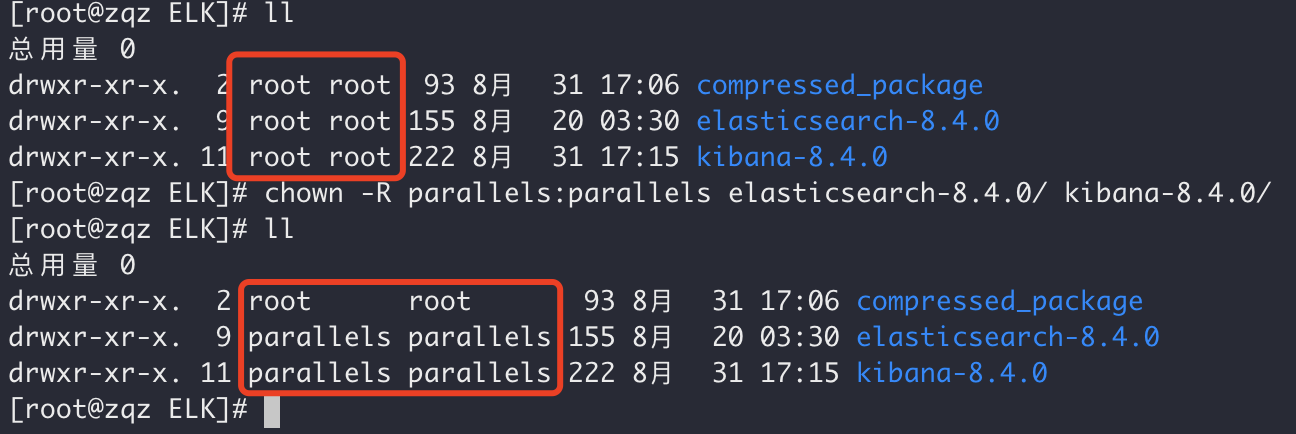 [root@zqz ELK]# ll
总用量 0
drwxr-xr-x.  2 root root  93 8月  31 17:06 compressed_package
drwxr-xr-x.  9 root root 155 8月  20 03:30 elasticsearch-8.4.0
drwxr-xr-x. 11 root root 222 8月  31 17:15 kibana-8.4.0
[root@zqz ELK]# chown -R parallels:parallels elasticsearch-8.4.0/ kibana-8.4.0/
[root@zqz ELK]# ll
总用量 0
drwxr-xr-x.  2 root      root       93 8月  31 17:06 compressed_package
drwxr-xr-x.  9 parallels parallels 155 8月  20 03:30 elasticsearch-8.4.0
drwxr-xr-x. 11 parallels parallels 222 8月  31 17:15 kibana-8.4.0
[root@zqz ELK]#